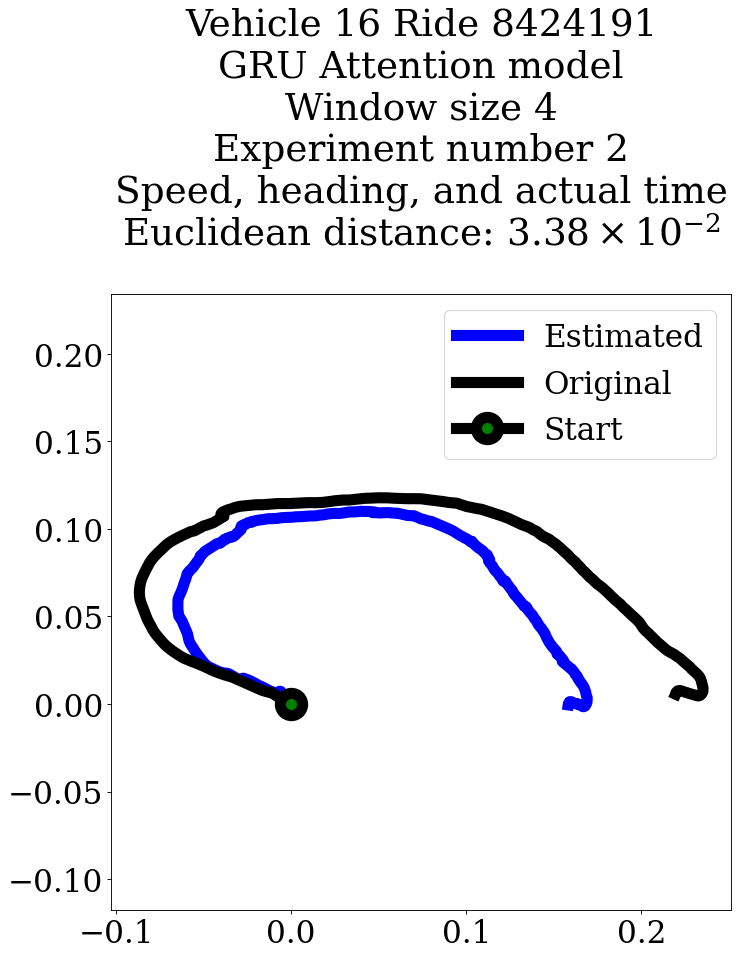 Vehicle 16 Ride 8424191
GRU Attention model
Window size 4
Experiment number 2
Speed, heading, and actual time
Euclidean distance: 3.38 × 10⁻²
Estimated
Original
Start
0.20
0.15
0.10
0.05
0.00
−0.05
−0.10
−0.1 0.0 0.1 0.2